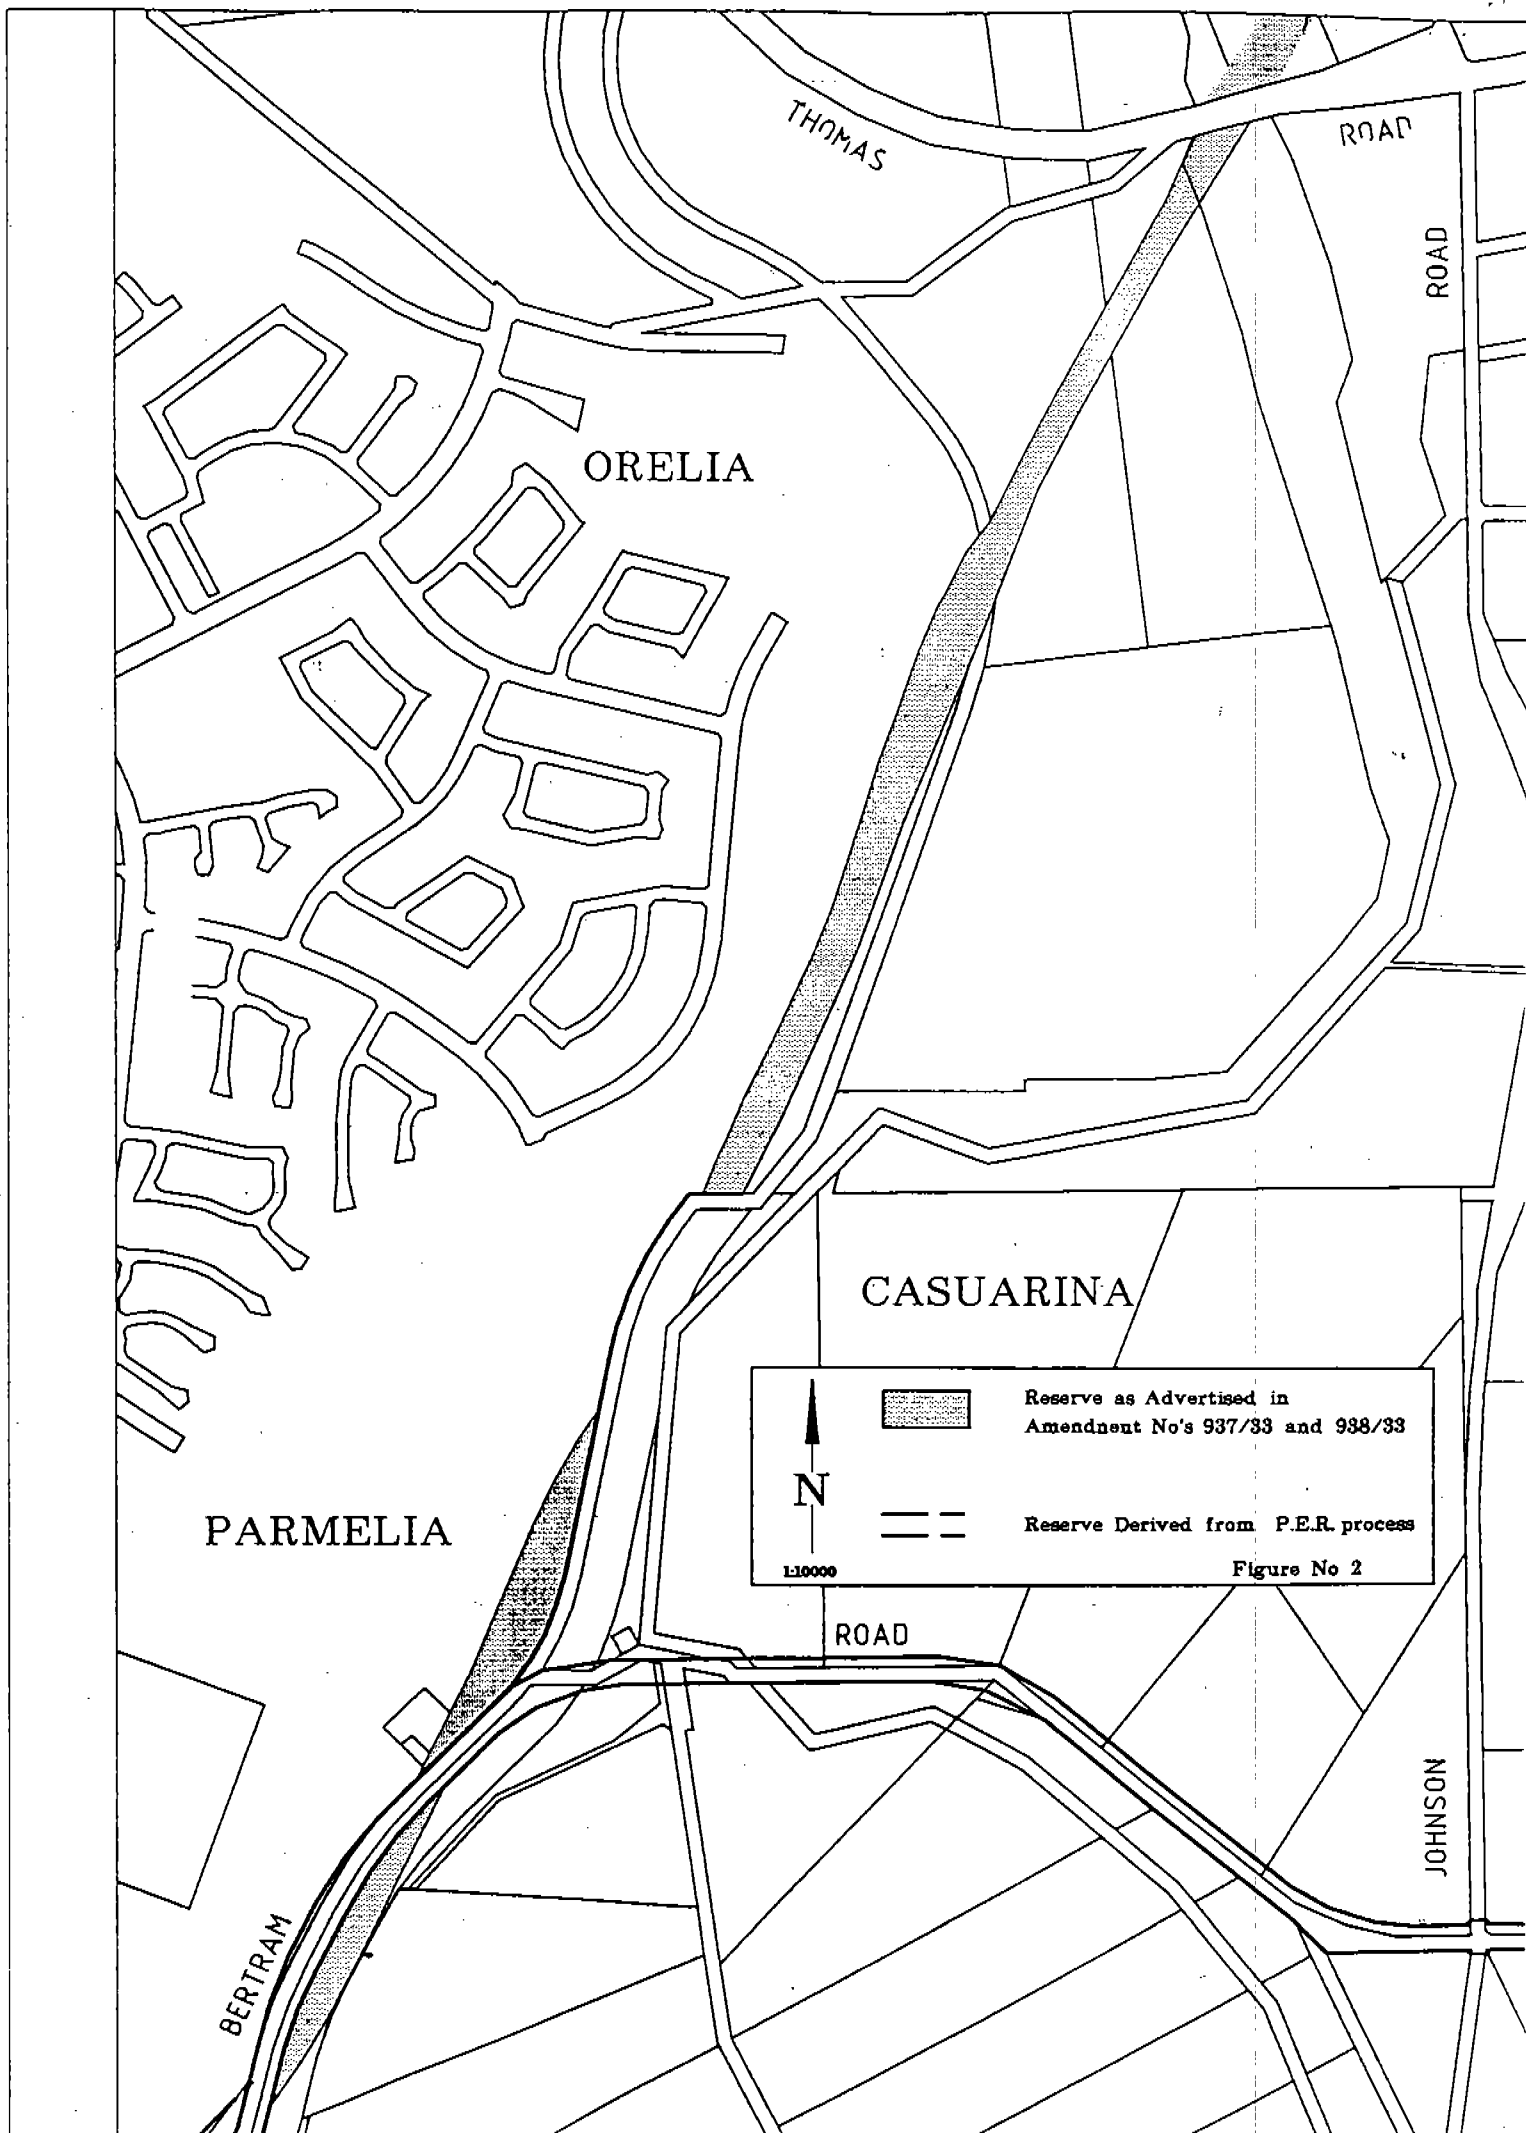 THOMAS
ROAD
ROAD
ORELIA
CASUARINA
Reserve as Advertised in
Amendment No's 937/33 and 938/33
N
PARMELIA
Reserve Derived from P.E.R. process
1:10000
Figure No 2
ROAD
JOHNSON
BERTRAM